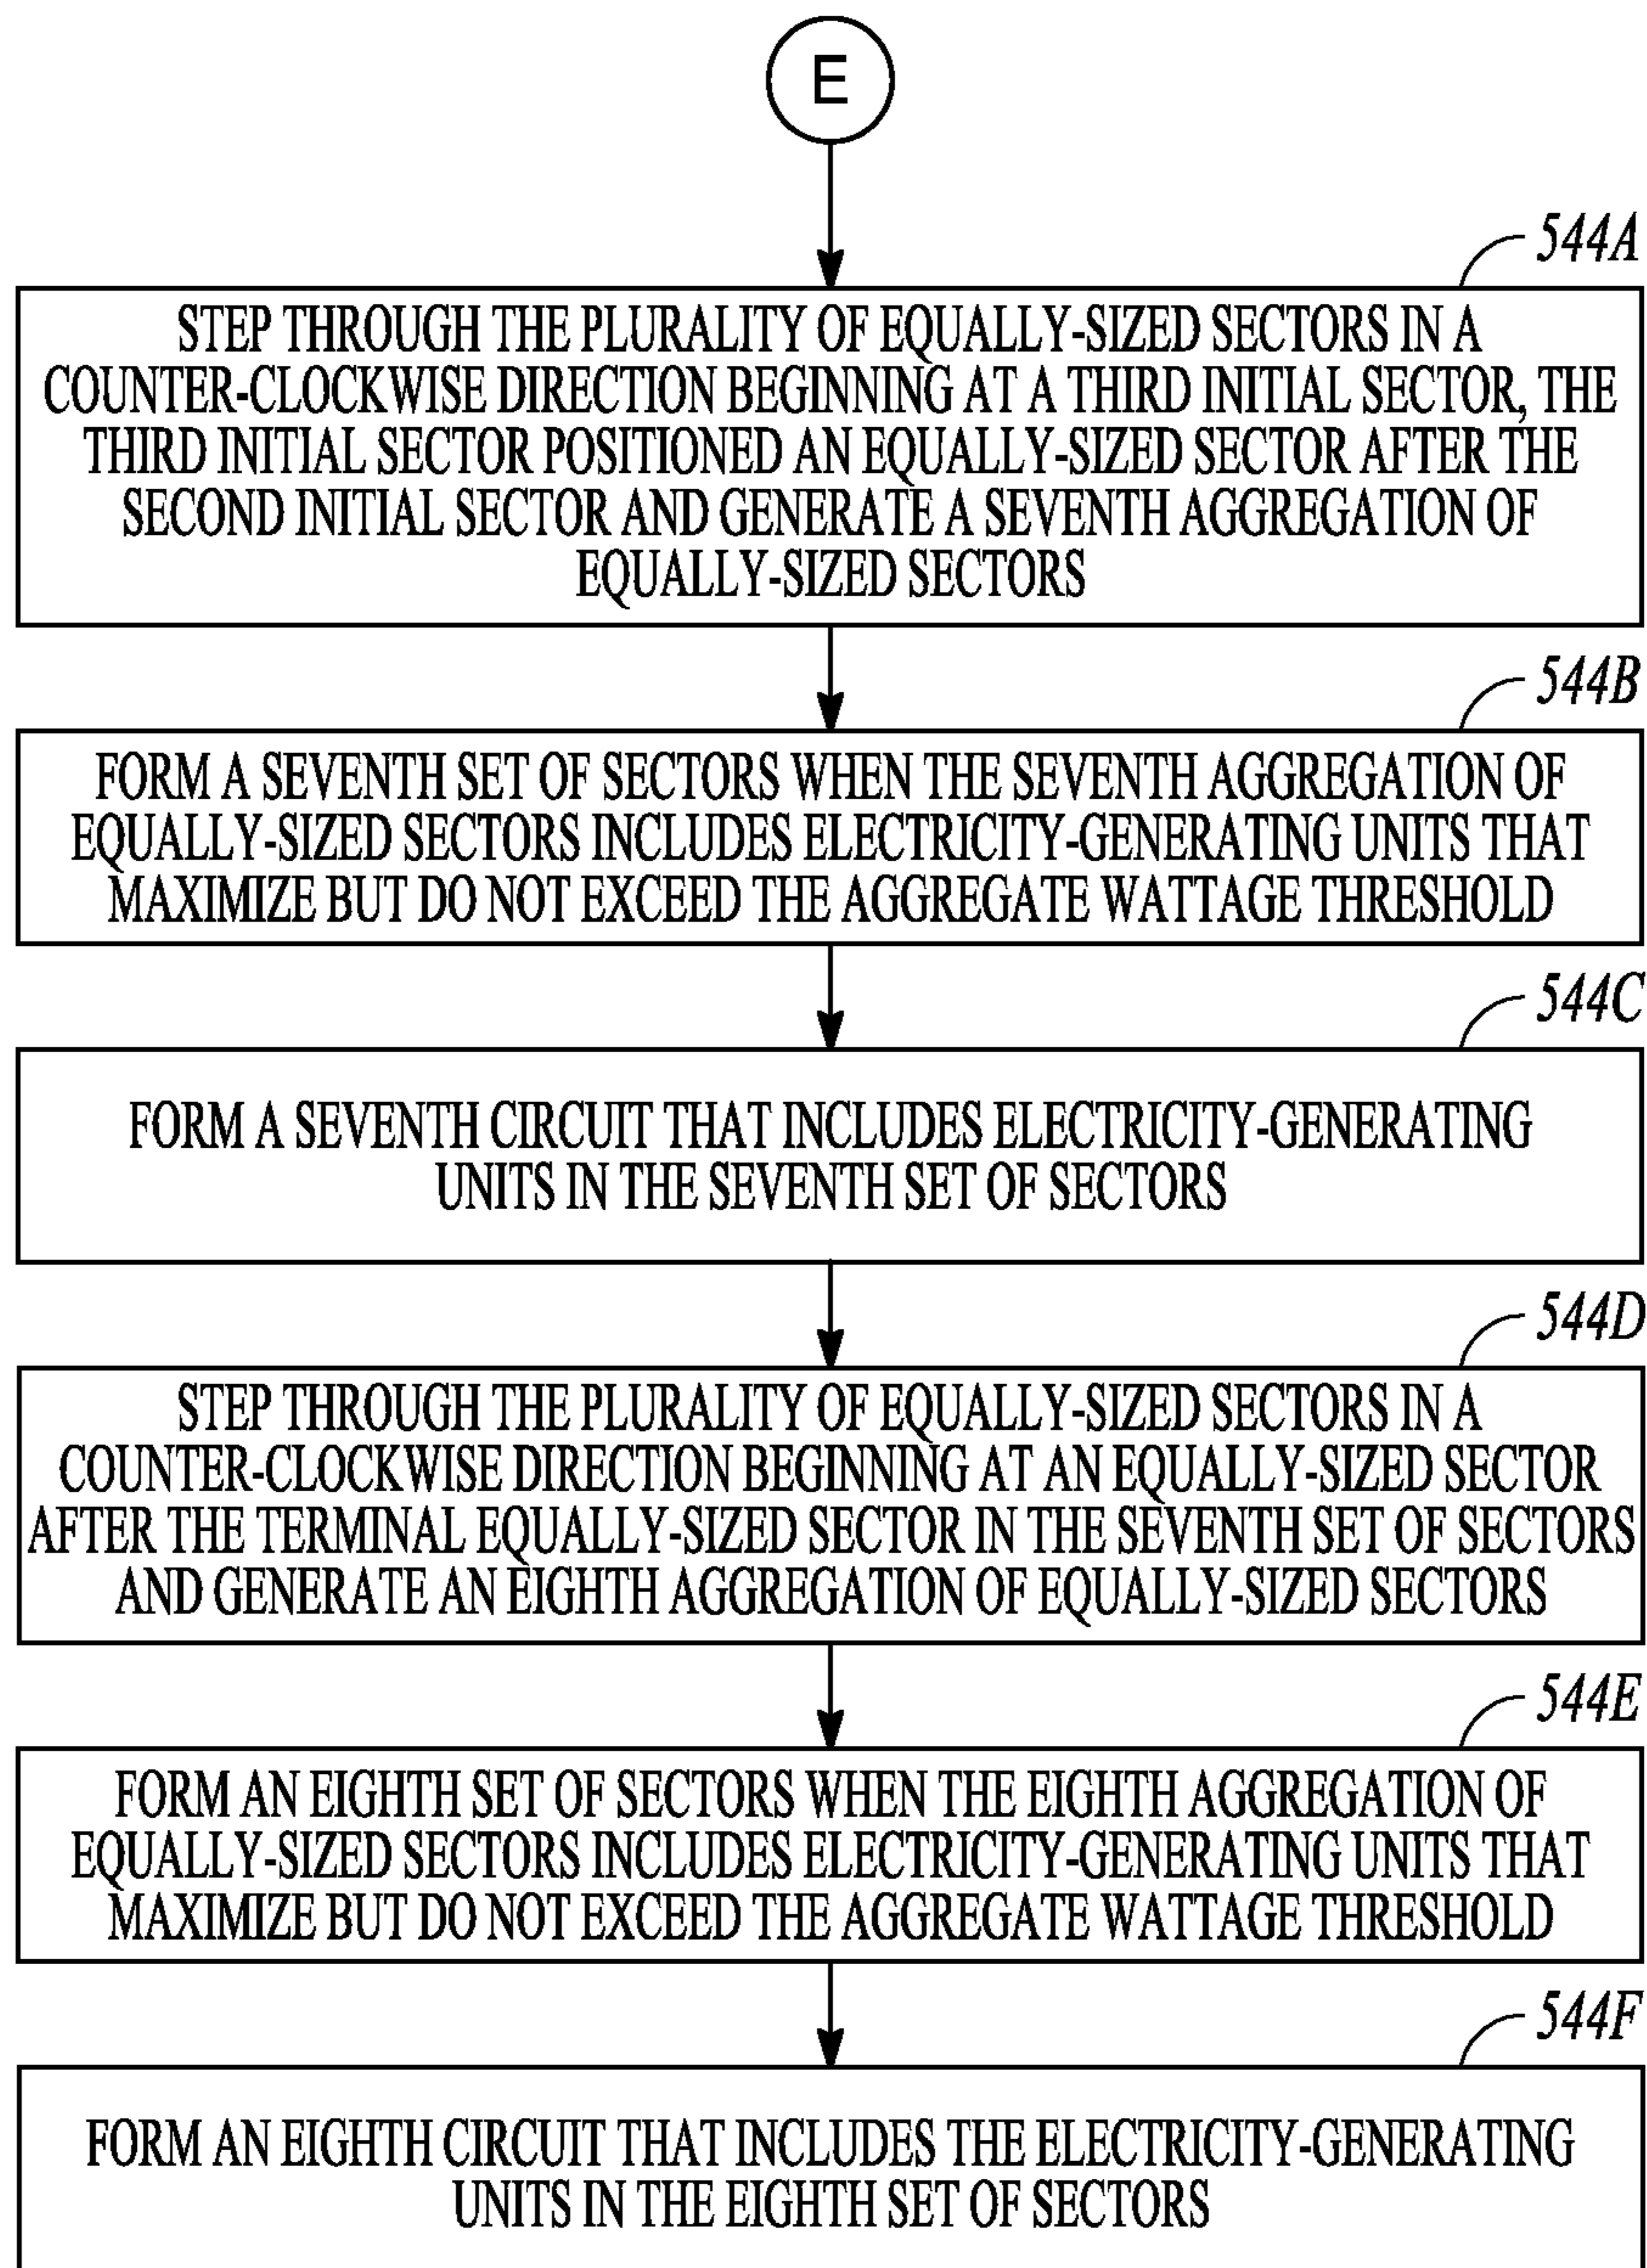 E
544A
STEP THROUGH THE PLURALITY OF EQUALLY-SIZED SECTORS IN A
COUNTER-CLOCKWISE DIRECTION BEGINNING AT A THIRD INITIAL SECTOR, THE
THIRD INITIAL SECTOR POSITIONED AN EQUALLY-SIZED SECTOR AFTER THE
SECOND INITIAL SECTOR AND GENERATE A SEVENTH AGGREGATION OF
EQUALLY-SIZED SECTORS
544B
FORM A SEVENTH SET OF SECTORS WHEN THE SEVENTH AGGREGATION OF
EQUALLY-SIZED SECTORS INCLUDES ELECTRICITY-GENERATING UNITS THAT
MAXIMIZE BUT DO NOT EXCEED THE AGGREGATE WATTAGE THRESHOLD
544C
FORM A SEVENTH CIRCUIT THAT INCLUDES ELECTRICITY-GENERATING
UNITS IN THE SEVENTH SET OF SECTORS
544D
STEP THROUGH THE PLURALITY OF EQUALLY-SIZED SECTORS IN A
COUNTER-CLOCKWISE DIRECTION BEGINNING AT AN EQUALLY-SIZED SECTOR
AFTER THE TERMINAL EQUALLY-SIZED SECTOR IN THE SEVENTH SET OF SECTORS
AND GENERATE AN EIGHTH AGGREGATION OF EQUALLY-SIZED SECTORS
544E
FORM AN EIGHTH SET OF SECTORS WHEN THE EIGHTH AGGREGATION OF
EQUALLY-SIZED SECTORS INCLUDES ELECTRICITY-GENERATING UNITS THAT
MAXIMIZE BUT DO NOT EXCEED THE AGGREGATE WATTAGE THRESHOLD
544F
FORM AN EIGHTH CIRCUIT THAT INCLUDES THE ELECTRICITY-GENERATING
UNITS IN THE EIGHTH SET OF SECTORS